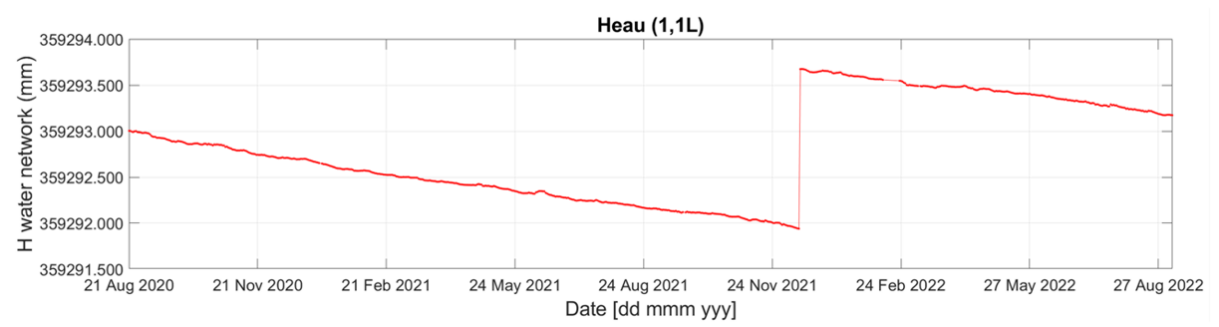 Heau (1,1L)
H water network (mm)
359294.000
359293.500
359293.000
359292.500
359292.000
359291.500
21 Aug 2020 21 Nov 2020 21 Feb 2021 24 May 2021 24 Aug 2021 24 Nov 2021 24 Feb 2022 27 May 2022 27 Aug 2022
Date [dd mmm yyy]